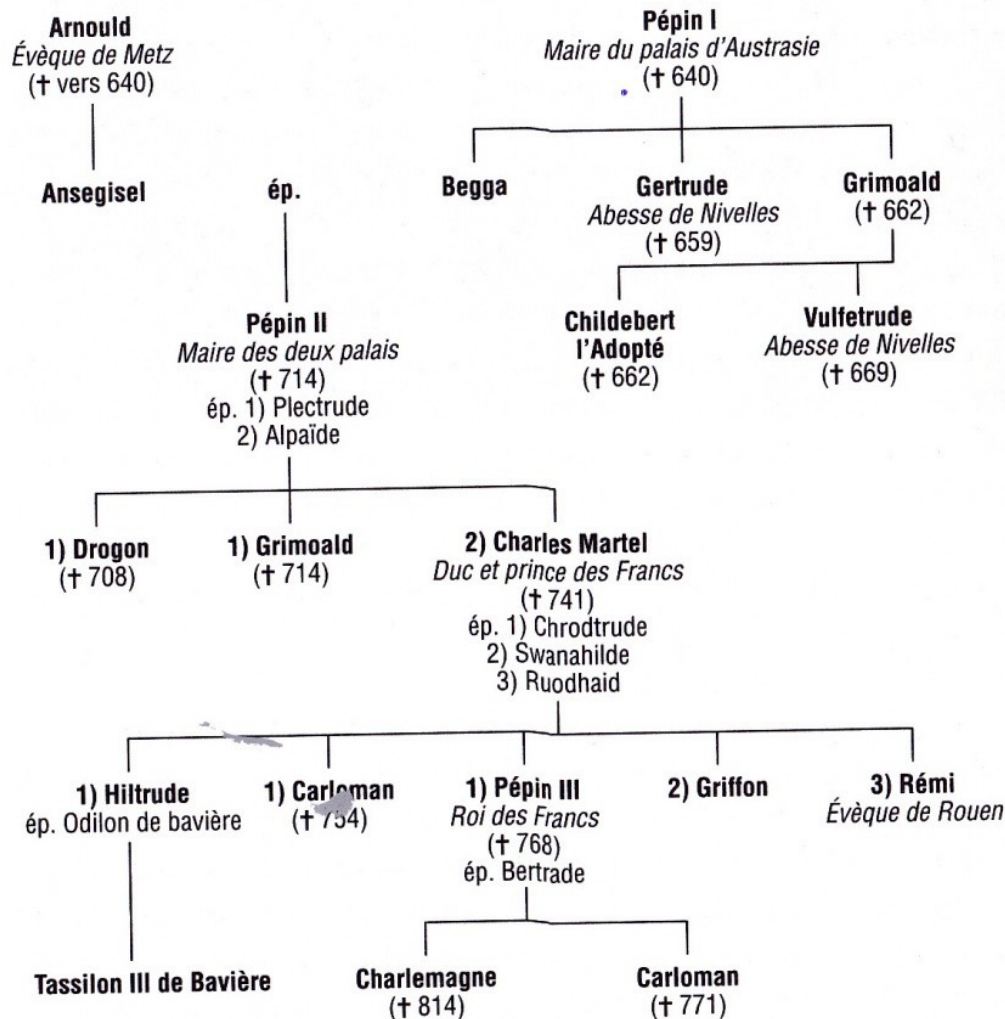 Arnould
Évèque de Metz
(† vers 640)
Pépin I
Maire du palais d'Austrasie
(† 640)
Ansegisel
ép.
Begga
Gertrude
Abesse de Nivelles
(† 659)
Grimoald
(† 662)
Pépin II
Maire des deux palais
(† 714)
ép. 1) Plectrude
2) Alpaïde
Childebert
l'Adopté
(† 662)
Vulfetrude
Abesse de Nivelles
(† 669)
1) Drogon
(† 708)
1) Grimoald
(† 714)
2) Charles Martel
Duc et prince des Francs
(† 741)
ép. 1) Chrodtrude
2) Swanahilde
3) Ruodhaid
1) Hiltrude
ép. Odilon de bavière
1) Carloman
(† 754)
1) Pépin III
Roi des Francs
(† 768)
ép. Bertrade
2) Griffon
3) Rémi
Évèque de Rouen
Tassilon III de Bavière
Charlemagne
(† 814)
Carloman
(† 771)